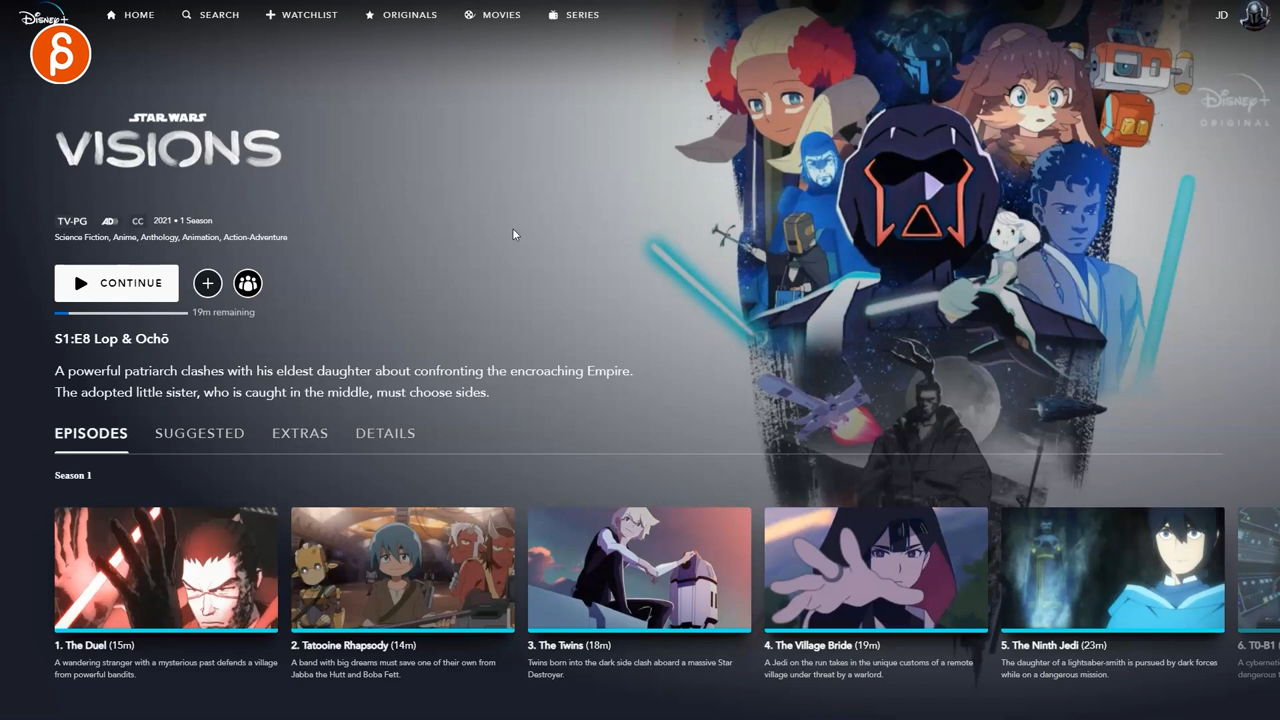 Disney+
HOME
SEARCH
WATCHLIST
ORIGINALS
MOVIES
SERIES
JD
Disney+
ORIGINAL
STAR WARS
VISIONS
TV-PG AD CC 2021 • 1 Season
Science Fiction, Anime, Anthology, Animation, Action-Adventure
CONTINUE
19m remaining
S1:E8 Lop & Ochō
A powerful patriarch clashes with his eldest daughter about confronting the encroaching Empire.
The adopted little sister, who is caught in the middle, must choose sides.
EPISODES
SUGGESTED
EXTRAS
DETAILS
Season 1
1. The Duel (15m)
A wandering stranger with a mysterious past defends a village
from powerful bandits.
2. Tatooine Rhapsody (14m)
A band with big dreams must save one of their own from
Jabba the Hutt and Boba Fett.
3. The Twins (18m)
Twins born into the dark side clash aboard a massive Star
Destroyer.
4. The Village Bride (19m)
A Jedi on the run takes in the unique customs of a remote
village under threat by a warlord.
5. The Ninth Jedi (23m)
The daughter of a lightsaber-smith is pursued by dark forces
while on a dangerous mission.
6. T0-B1
A
dangerous